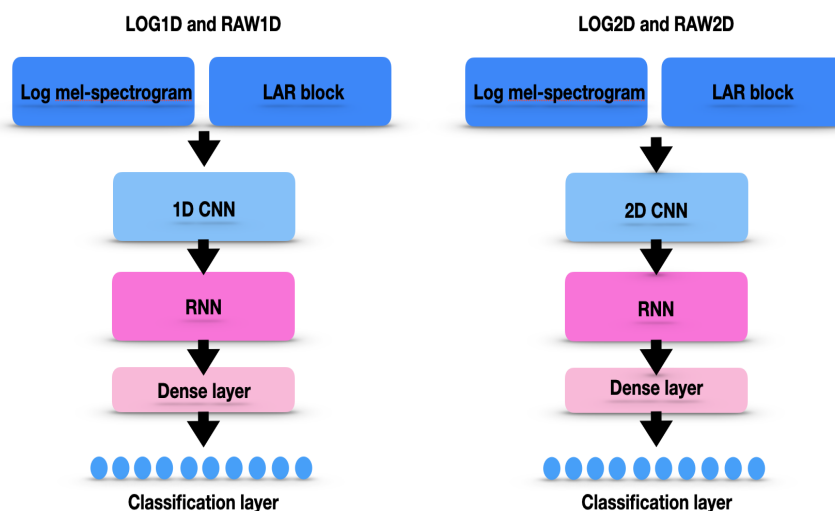 LOG1D and RAW1D
Log mel-spectrogram
LAR block
1D CNN
RNN
Dense layer
Classification layer
LOG2D and RAW2D
Log mel-spectrogram
LAR block
2D CNN
RNN
Dense layer
Classification layer